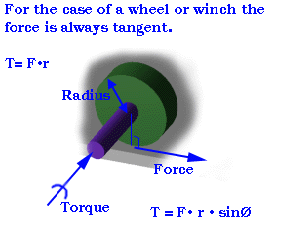 For the case of a wheel or winch the
force is always tangent.
T= F•r
Radius
Force
Torque
T = F• r • sinØ